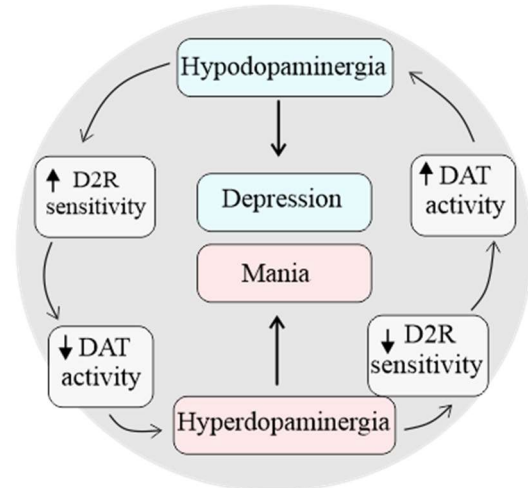 Hypodopaminergia
↑ D2R
sensitivity
↑ DAT
activity
Depression
Mania
↓ DAT
activity
↓ D2R
sensitivity
Hyperdopaminergia